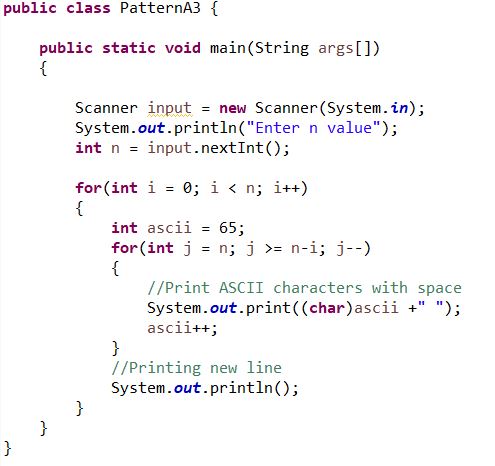 public class PatternA3 {
public static void main(String args[])
{
Scanner input = new Scanner(System.in);
System.out.println("Enter n value");
int n = input.nextInt();
for(int i = 0; i < n; i++)
{
int ascii = 65;
for(int j = n; j >= n-i; j--)
{
//Print ASCII characters with space
System.out.print((char)ascii +" ");
ascii++;
}
//Printing new line
System.out.println();
}
}
}